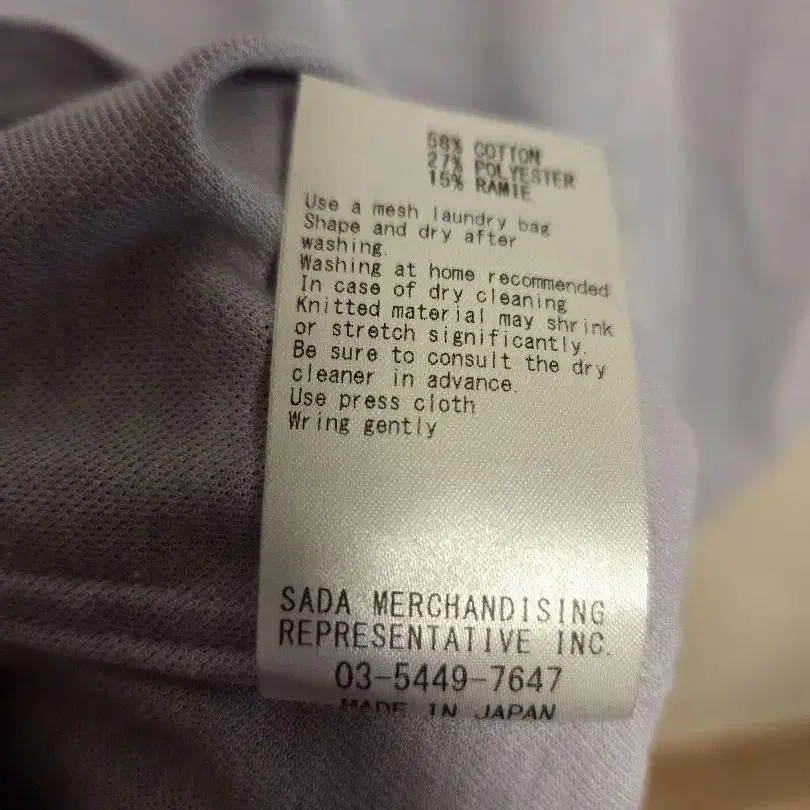 58% COTTON
27% POLYESTER
15% RAMIE
Use a mesh laundry bag
Shape and dry after
washing.
Washing at home recommended
In case of dry cleaning
Knitted material may shrink
or stretch significantly.
Be sure to consult the dry
cleaner in advance.
Use press cloth
Wring gently
SADA MERCHANDISING
REPRESENTATIVE INC.
03-5449-7647
MADE IN JAPAN